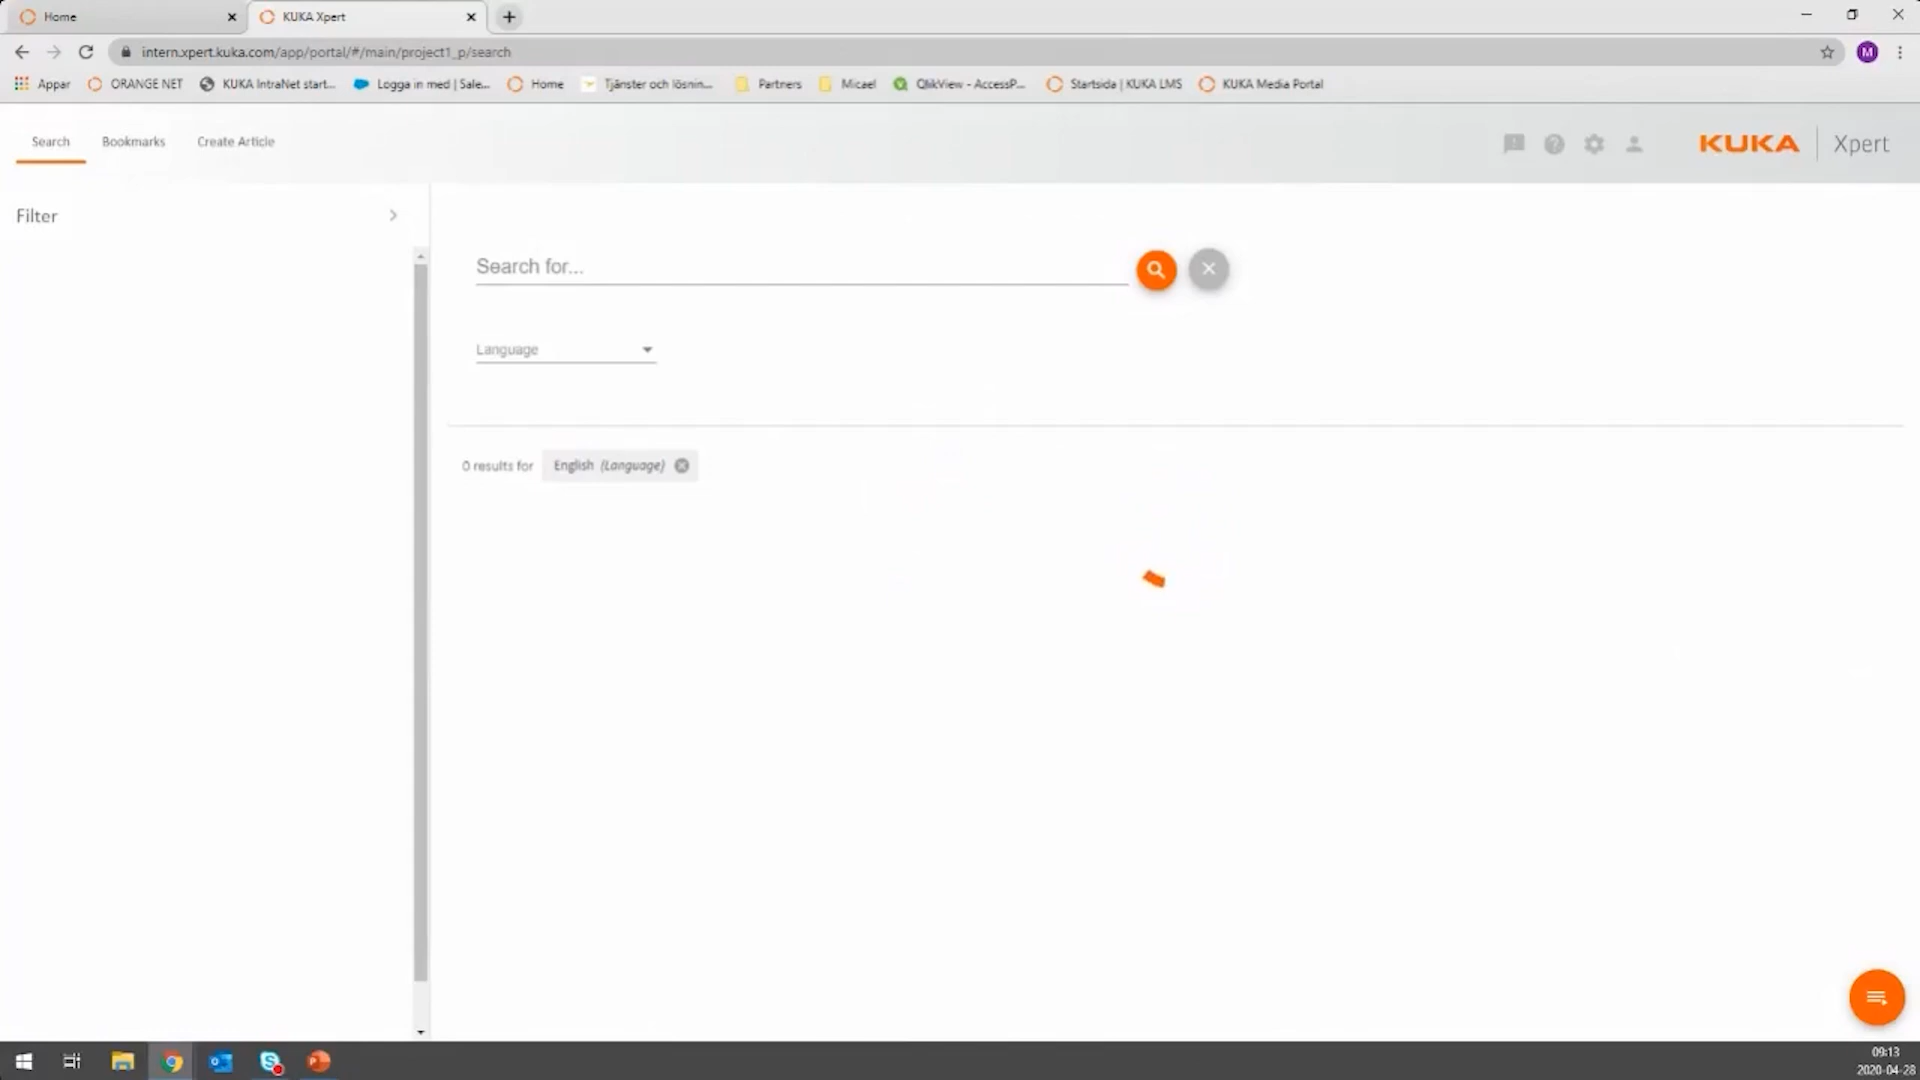 Home
KUKA Xpert
intern.xpert.kuka.com/app/portal/#/main/project1_p/search
M
Appar
ORANGE NET
KUKA IntraNet start...
Logga in med | Sale...
Home
Tjänster och lösnin...
Partners
Micael
QlikView - AccessP...
Startsida | KUKA LMS
KUKA Media Portal
Search
Bookmarks
Create Article
KUKA
Xpert
Filter
Search for...
Language
0 results for
English (Language)
09:13
2020-04-28